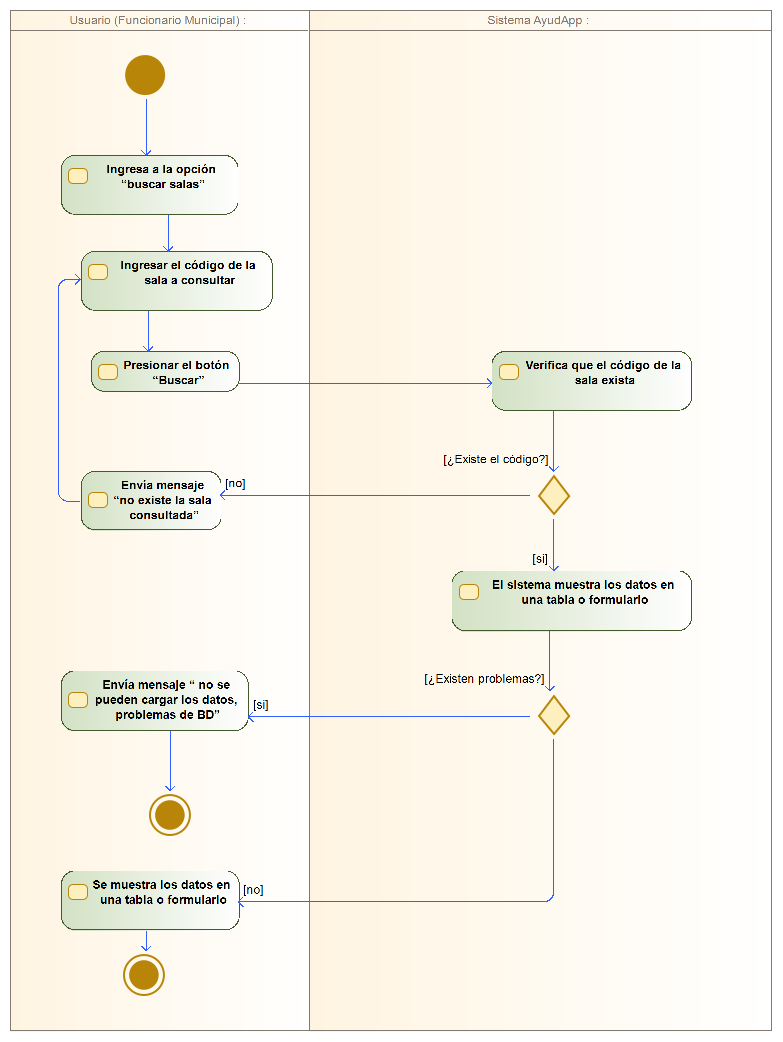 Usuario (Funcionario Municipal) :
Sistema AyudApp :
Ingresa a la opción
“buscar salas”
Ingresar el código de la
sala a consultar
Presionar el botón
“Buscar”
Verifica que el código de la
sala exista
[¿Existe el código?]
[no]
Envía mensaje
“no existe la sala
consultada”
[si]
El sistema muestra los datos en
una tabla o formulario
[¿Existen problemas?]
Envía mensaje “ no se
pueden cargar los datos,
problemas de BD”
[si]
Se muestra los datos en
una tabla o formulario
[no]